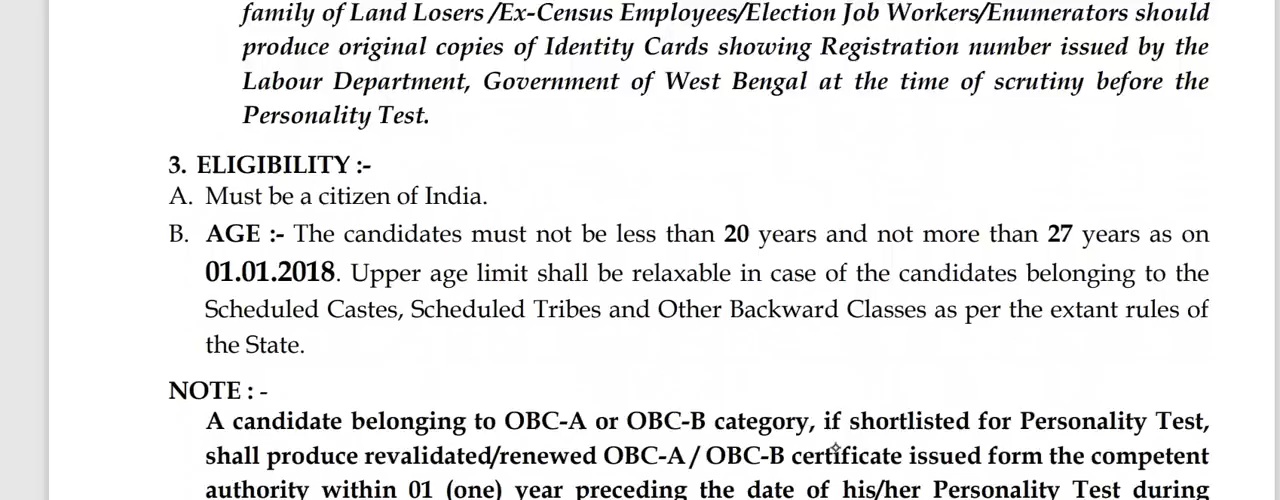 family of Land Losers /Ex-Census Employees/Election Job Workers/Enumerators should
produce original copies of Identity Cards showing Registration number issued by the
Labour Department, Government of West Bengal at the time of scrutiny before the
Personality Test.
3. ELIGIBILITY :-
A. Must be a citizen of India.
B. AGE :- The candidates must not be less than 20 years and not more than 27 years as on
01.01.2018. Upper age limit shall be relaxable in case of the candidates belonging to the
Scheduled Castes, Scheduled Tribes and Other Backward Classes as per the extant rules of
the State.
NOTE : -
A candidate belonging to OBC-A or OBC-B category, if shortlisted for Personality Test,
shall produce revalidated/renewed OBC-A / OBC-B certificate issued form the competent
authority within 01 (one) year preceding the date of his/her Personality Test during